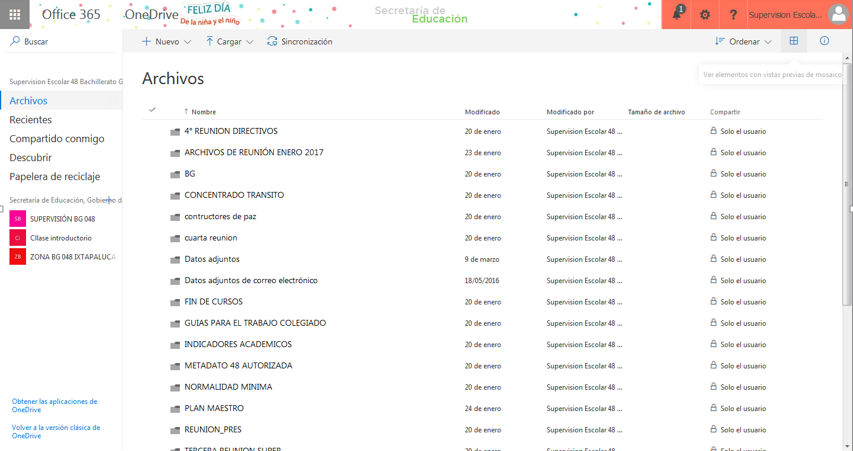 Office 365 OneDrive FELIZ DÍA De la niña y el niño Secretaría de Educación 1 ? Supervision Escola...
Buscar Nuevo Cargar Sincronización Ordenar
Ver elementos con vistas previas de mosaico
Supervision Escolar 48 Bachillerato G
Archivos
Recientes
Compartido conmigo
Descubrir
Papelera de reciclaje
Secretaría de Educación, Gobierno d
SB SUPERVISIÓN BG 048
CI Cllase introductorio
ZB ZONA BG 048 IXTAPALUCA
Obtener las aplicaciones de
OneDrive
Volver a la versión clásica de
OneDrive
Archivos
Nombre Modificado Modificado por Tamaño de archivo Compartir
4° REUNION DIRECTIVOS 20 de enero Supervision Escolar 48 ... Solo el usuario
ARCHIVOS DE REUNIÓN ENERO 2017 23 de enero Supervision Escolar 48 ... Solo el usuario
BG 20 de enero Supervision Escolar 48 ... Solo el usuario
CONCENTRADO TRANSITO 20 de enero Supervision Escolar 48 ... Solo el usuario
contructores de paz 20 de enero Supervision Escolar 48 ... Solo el usuario
cuarta reunion 20 de enero Supervision Escolar 48 ... Solo el usuario
Datos adjuntos 9 de marzo Supervision Escolar 48 ... Solo el usuario
Datos adjuntos de correo electrónico 18/05/2016 Supervision Escolar 48 ... Solo el usuario
FIN DE CURSOS 20 de enero Supervision Escolar 48 ... Solo el usuario
GUIAS PARA EL TRABAJO COLEGIADO 20 de enero Supervision Escolar 48 ... Solo el usuario
INDICADORES ACADEMICOS 20 de enero Supervision Escolar 48 ... Solo el usuario
METADATO 48 AUTORIZADA 20 de enero Supervision Escolar 48 ... Solo el usuario
NORMALIDAD MINIMA 20 de enero Supervision Escolar 48 ... Solo el usuario
PLAN MAESTRO 24 de enero Supervision Escolar 48 ... Solo el usuario
REUNION_PRES 20 de enero Supervision Escolar 48 ... Solo el usuario
TERCERA REUNION SUPER 20 de enero Supervision Escolar 48 ... Solo el usuario